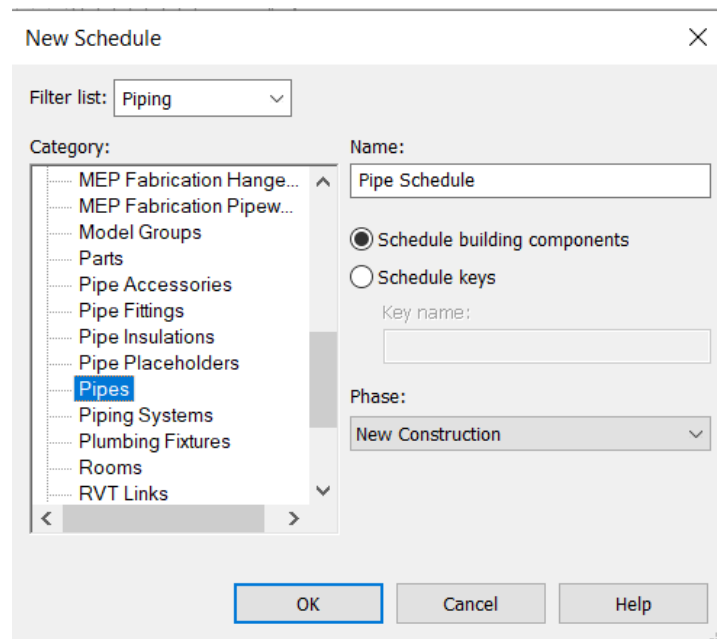 New Schedule
Filter list: Piping
Category:
MEP Fabrication Hange...
MEP Fabrication Pipew...
Model Groups
Parts
Pipe Accessories
Pipe Fittings
Pipe Insulations
Pipe Placeholders
Pipes
Piping Systems
Plumbing Fixtures
Rooms
RVT Links
Name:
Pipe Schedule
Schedule building components
Schedule keys
Key name:
Phase:
New Construction
OK Cancel Help